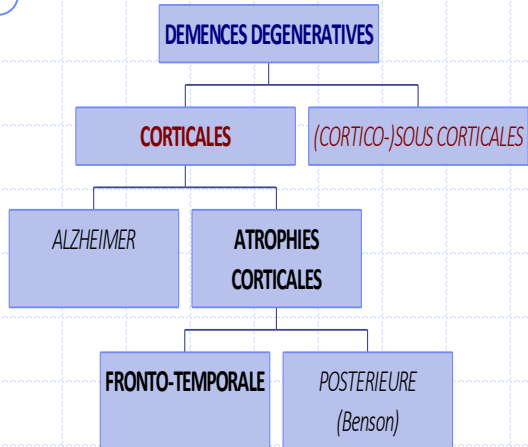 DEMENCES DEGENERATIVES
CORTICALES
(CORTICO-)SOUS CORTICALES
ALZHEIMER
ATROPHIES
CORTICALES
FRONTO-TEMPORALE
POSTERIEURE
(Benson)